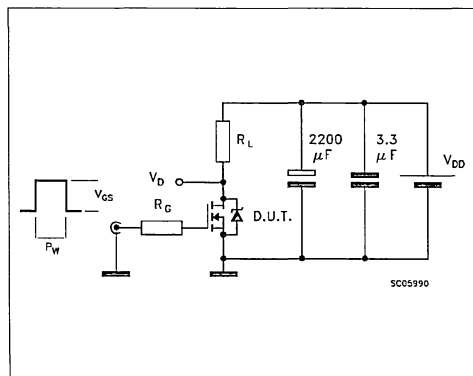 2200
μF
3.3
μF
R_L
V_DD
V_D
R_G
V_GS
D.U.T.
P_W
SC05990